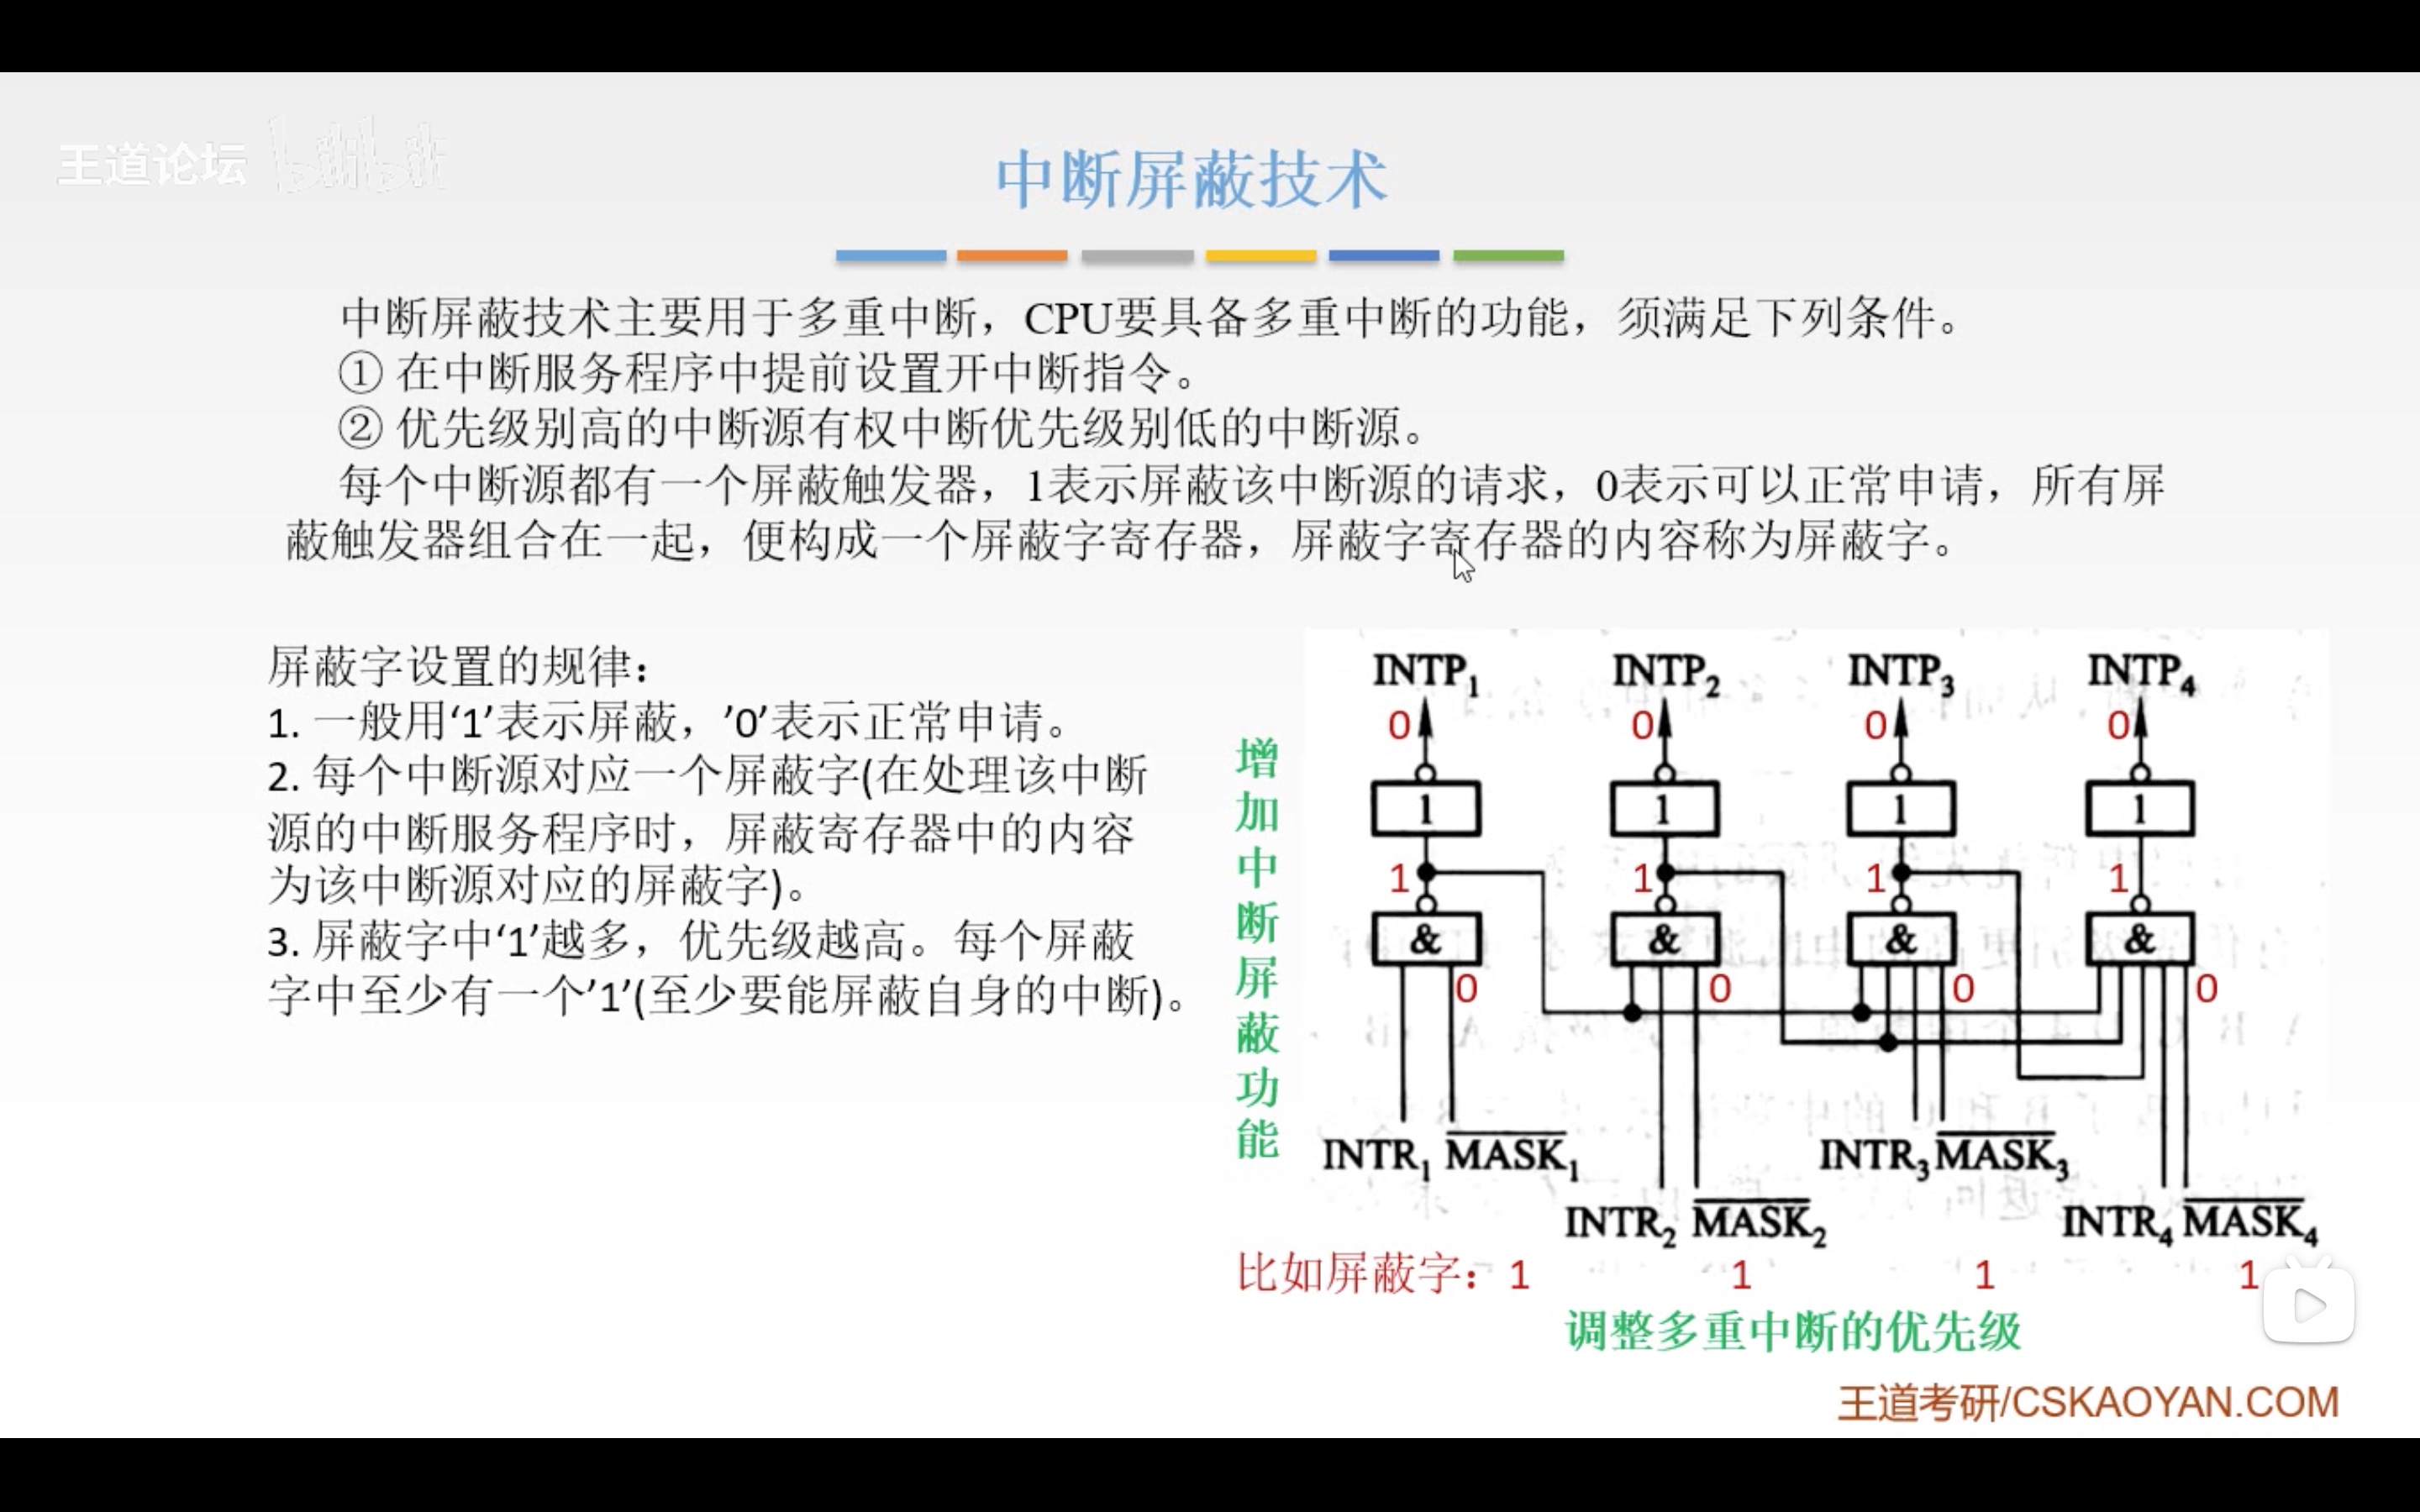 王道论坛 bilibili
中断屏蔽技术
中断屏蔽技术主要用于多重中断，CPU要具备多重中断的功能，须满足下列条件。
① 在中断服务程序中提前设置开中断指令。
② 优先级别高的中断源有权中断优先级别低的中断源。
每个中断源都有一个屏蔽触发器，1表示屏蔽该中断源的请求，0表示可以正常申请，所有屏
蔽触发器组合在一起，便构成一个屏蔽字寄存器，屏蔽字寄存器的内容称为屏蔽字。
屏蔽字设置的规律：
1. 一般用‘1’表示屏蔽，’0’表示正常申请。
2. 每个中断源对应一个屏蔽字(在处理该中断
源的中断服务程序时，屏蔽寄存器中的内容
为该中断源对应的屏蔽字)。
3. 屏蔽字中‘1’越多，优先级越高。每个屏蔽
字中至少有一个’1’(至少要能屏蔽自身的中断)。
增加中断屏蔽功能
INTP₁ INTP₂ INTP₃ INTP₄
0 0 0 0
1 1 1 1
1 1 1 1
& & & &
0 0 0 0
INTR₁ MASK₁ INTR₃ MASK₃
INTR₂ MASK₂ INTR₄ MASK₄
比如屏蔽字：1 1 1 1
调整多重中断的优先级
王道考研/CSKAOYAN.COM